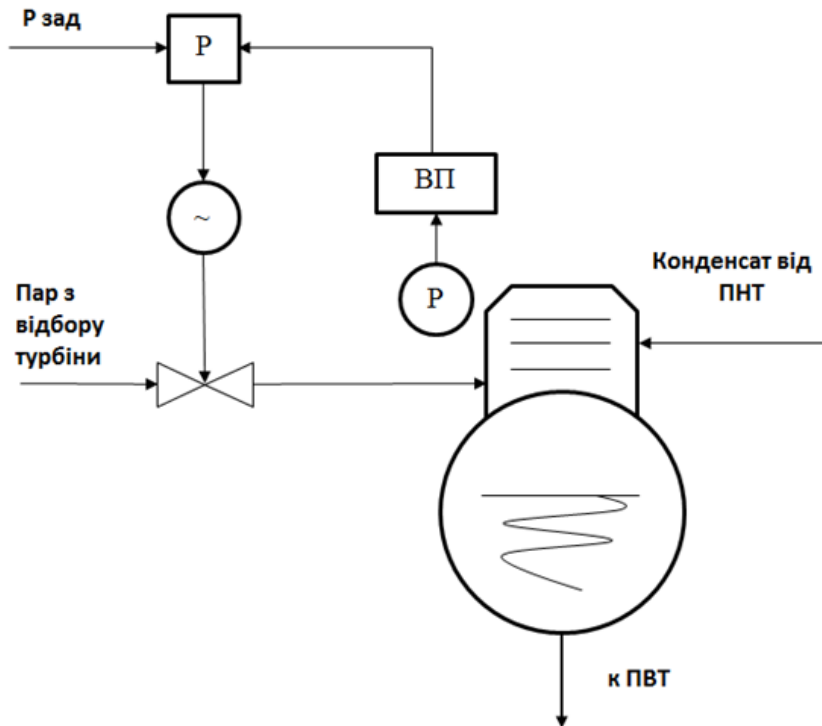 Р зад
Р
ВП
~
Р
Конденсат від
ПНТ
Пар з
відбору
турбіни
к ПВТ